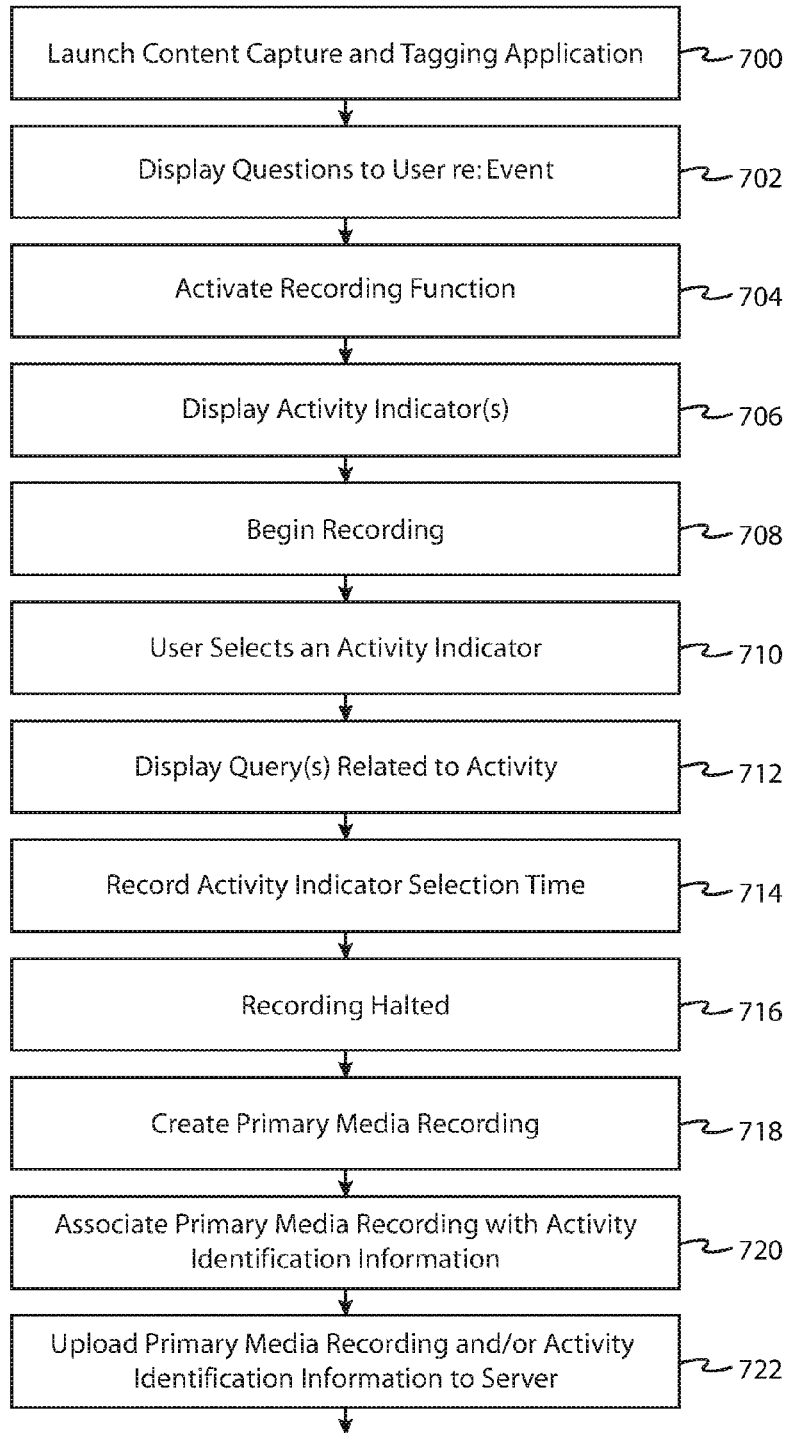 Launch Content Capture and Tagging Application
700
Display Questions to User re: Event
702
Activate Recording Function
704
Display Activity Indicator(s)
706
Begin Recording
708
User Selects an Activity Indicator
710
Display Query(s) Related to Activity
712
Record Activity Indicator Selection Time
714
Recording Halted
716
Create Primary Media Recording
718
Associate Primary Media Recording with Activity
Identification Information
720
Upload Primary Media Recording and/or Activity
Identification Information to Server
722